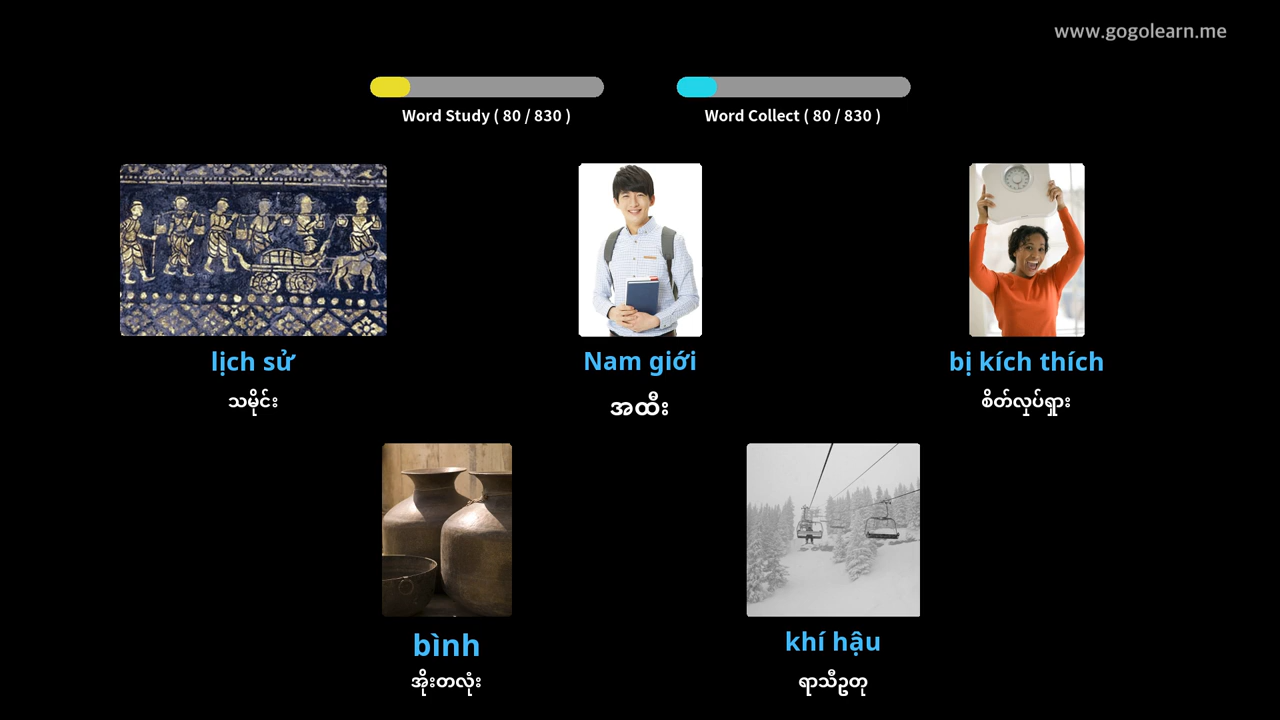 www.gogolearn.me
Word Study ( 80 / 830 )
Word Collect ( 80 / 830 )
lịch sử
သမိုင်း
Nam giới
အထီး
bị kích thích
စိတ်လှုပ်ရှား
bình
အိုးတလုံး
khí hậu
ရာသီဥတု